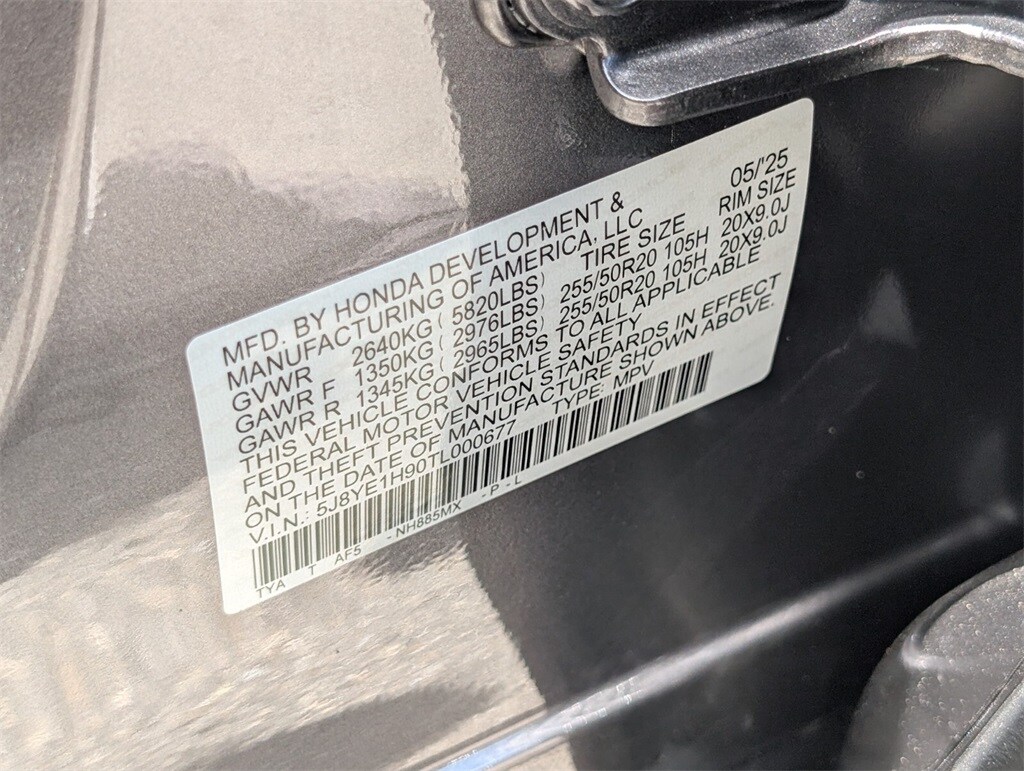 MFD. BY HONDA DEVELOPMENT & 05/'25
MANUFACTURING OF AMERICA, LLC
GVWR 2640KG ( 5820LBS) TIRE SIZE RIM SIZE
GAWR F 1350KG ( 2976LBS) 255/50R20 105H 20X9.0J
GAWR R 1345KG ( 2965LBS) 255/50R20 105H 20X9.0J
THIS VEHICLE CONFORMS TO ALL APPLICABLE
FEDERAL MOTOR VEHICLE SAFETY
AND THEFT PREVENTION STANDARDS IN EFFECT
ON THE DATE OF MANUFACTURE SHOWN ABOVE.
V.I.N.: 5J8YE1H90TL000677 TYPE: MPV
TYA T AF5 -NH885MX -P-L